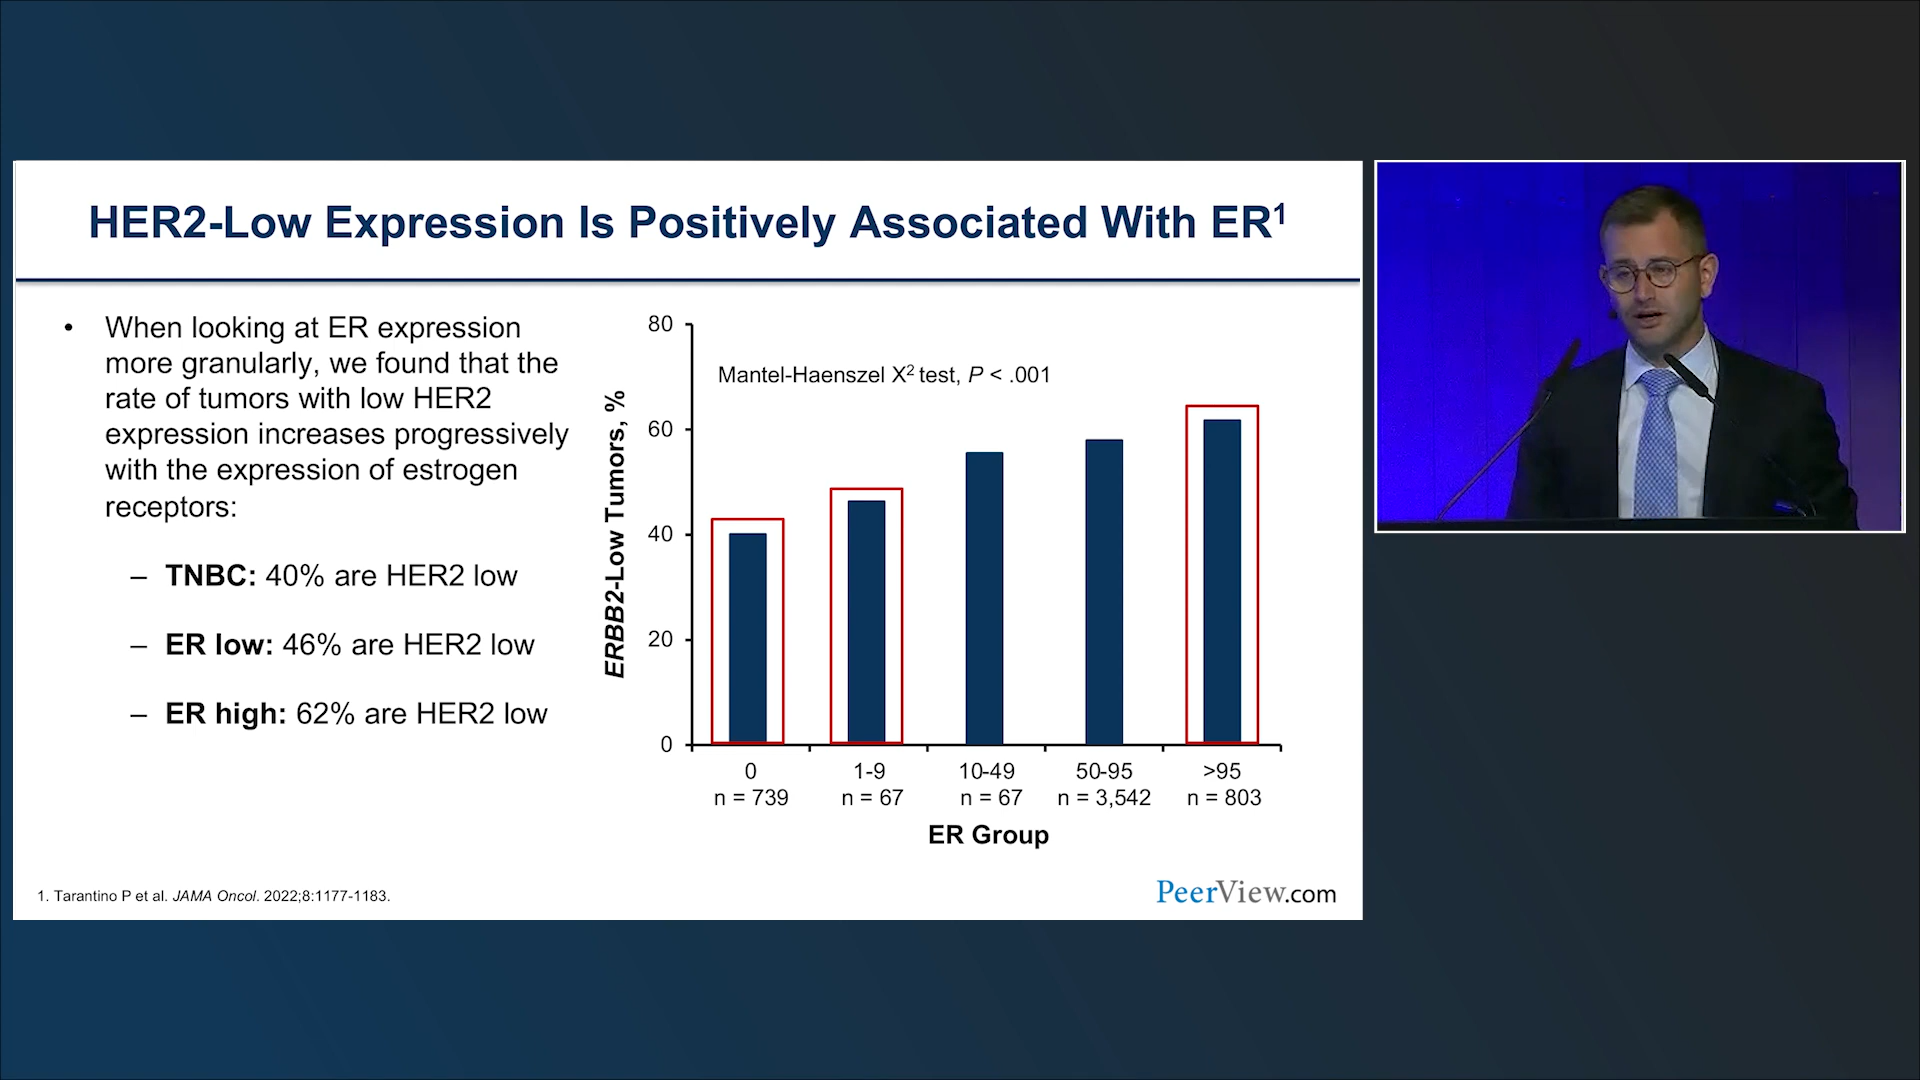 HER2-Low Expression Is Positively Associated With ER1
• When looking at ER expression
more granularly, we found that the
rate of tumors with low HER2
expression increases progressively
with the expression of estrogen
receptors:
– TNBC: 40% are HER2 low
– ER low: 46% are HER2 low
– ER high: 62% are HER2 low
ERBB2-Low Tumors, %
80
60
40
20
0
Mantel-Haenszel X2 test, P < .001
0 1-9 10-49 50-95 >95
n = 739 n = 67 n = 67 n = 3,542 n = 803
ER Group
1. Tarantino P et al. JAMA Oncol. 2022;8:1177-1183.
PeerView.com